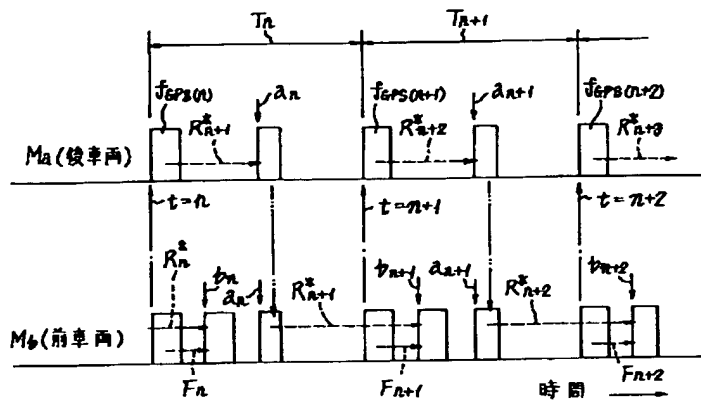 Tn Tn+1
fGPS(n) an fGPS(n+1) an+1 fGPS(n+2)
R*n+1 R*n+2 R*n+3
Ma(後車両)
t=n t=n+1 t=n+2
R*n bn an R*n+1 bn+1 an+1 R*n+2 bn+2
Mb(前車両)
Fn Fn+1 時間 Fn+2